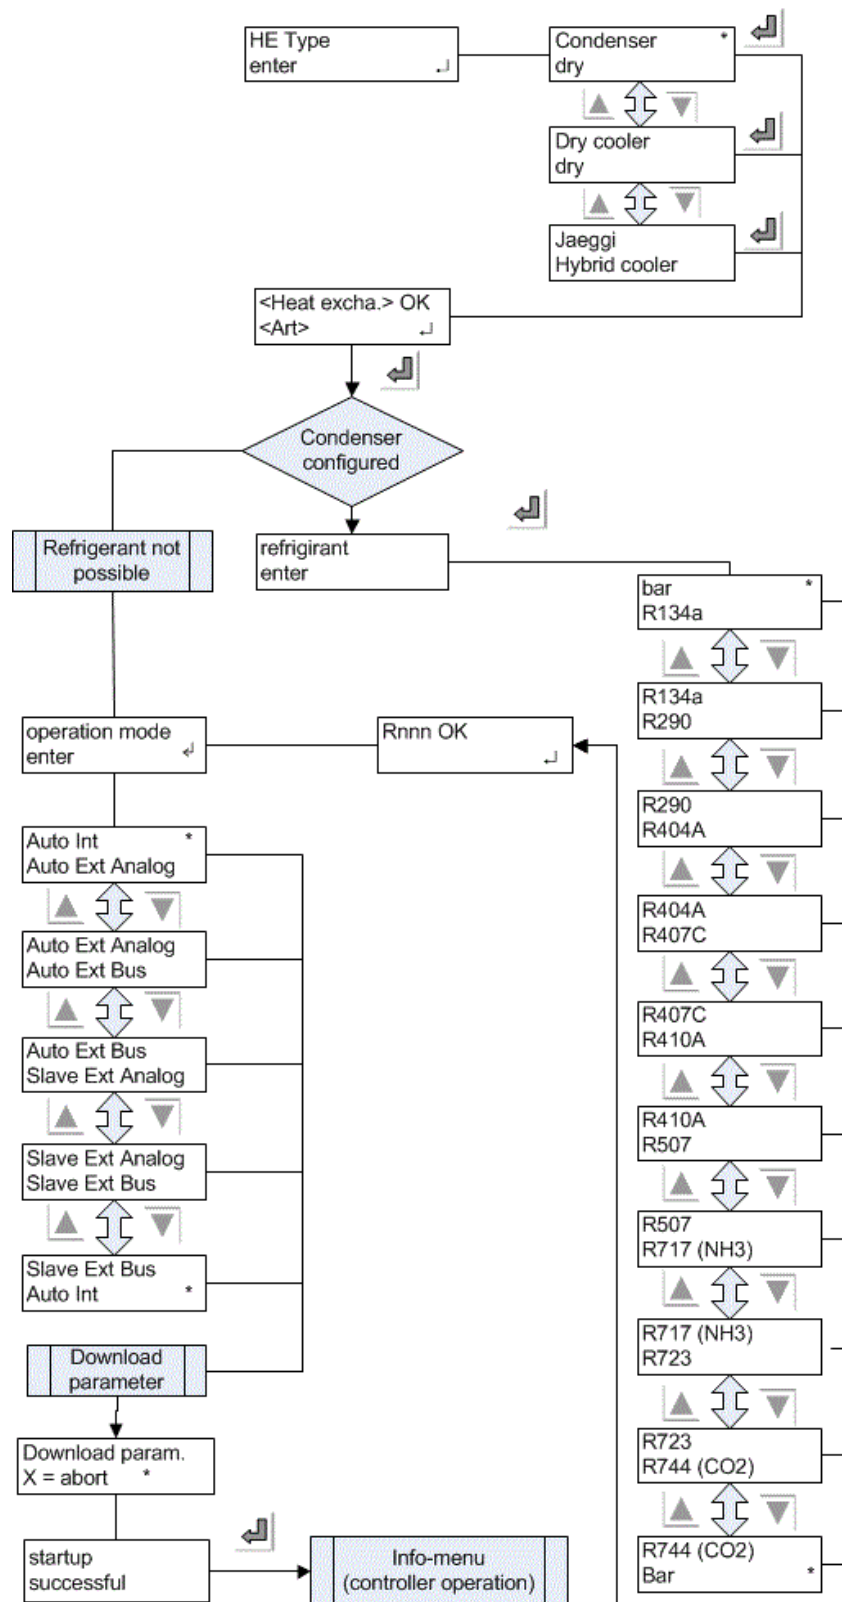 HE Type
enter
Condenser *
dry
Dry cooler
dry
Jaeggi
Hybrid cooler
<Heat excha.> OK
<Art>
Condenser
configured
Refrigerant not
possible
refrigirant
enter
bar *
R134a
R134a
R290
operation mode
enter
Rnnn OK
R290
R404A
Auto Int *
Auto Ext Analog
R404A
R407C
Auto Ext Analog
Auto Ext Bus
R407C
R410A
Auto Ext Bus
Slave Ext Analog
R410A
R507
Slave Ext Analog
Slave Ext Bus
R507
R717 (NH3)
Slave Ext Bus
Auto Int *
R717 (NH3)
R723
Download
parameter
Download param.
X = abort *
R723
R744 (CO2)
startup
successful
Info-menu
(controller operation)
R744 (CO2)
Bar *